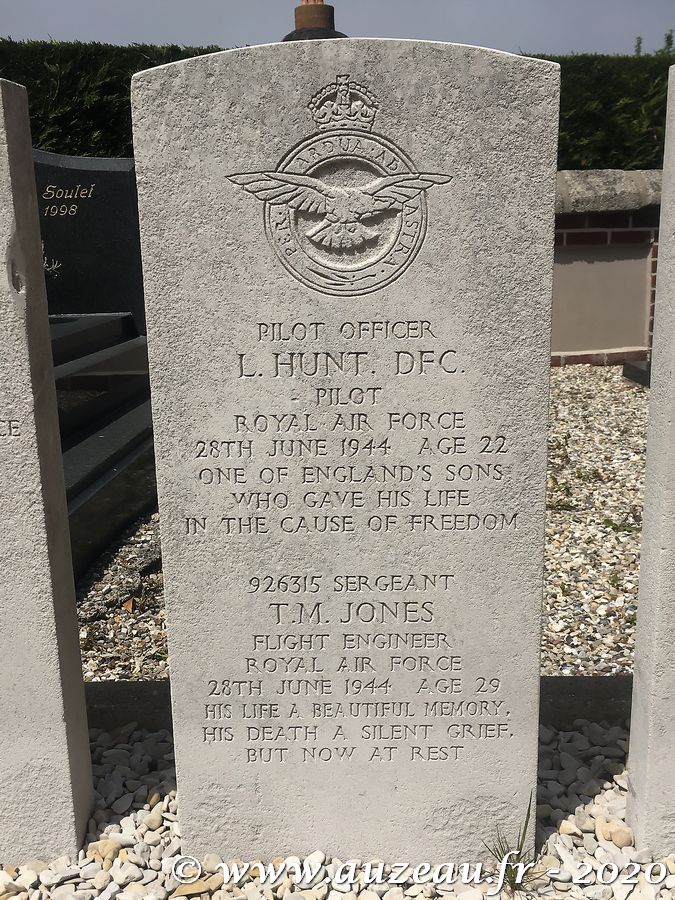 Soulet
1998
PER ARDUA AD ASTRA
PILOT OFFICER
L. HUNT. DFC.
PILOT
ROYAL AIR FORCE
28TH JUNE 1944 AGE 22
ONE OF ENGLAND'S SONS
WHO GAVE HIS LIFE
IN THE CAUSE OF FREEDOM
926315 SERGEANT
T.M. JONES
FLIGHT ENGINEER
ROYAL AIR FORCE
28TH JUNE 1944 AGE 29
HIS LIFE A BEAUTIFUL MEMORY,
HIS DEATH A SILENT GRIEF,
BUT NOW AT REST
CE
© www.auzeau.fr - 2020